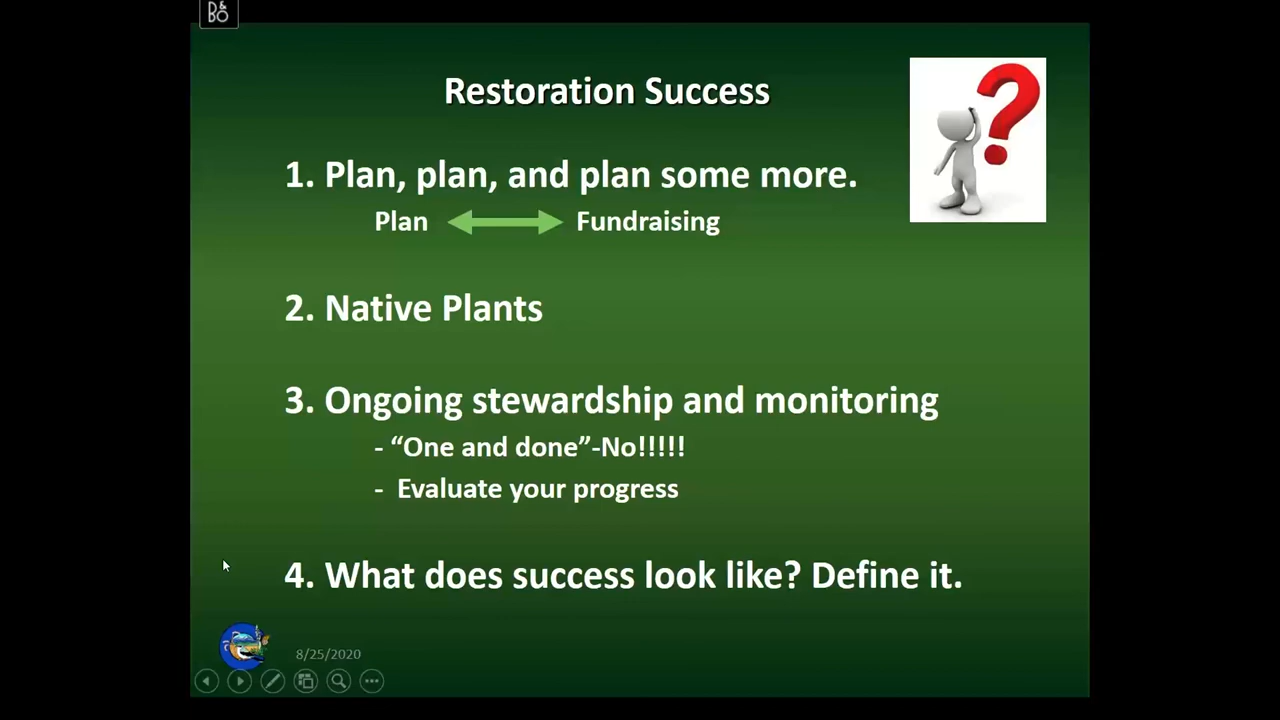 B&O
Restoration Success
1. Plan, plan, and plan some more.
Plan Fundraising
2. Native Plants
3. Ongoing stewardship and monitoring
- “One and done”-No!!!!!
- Evaluate your progress
4. What does success look like? Define it.
8/25/2020